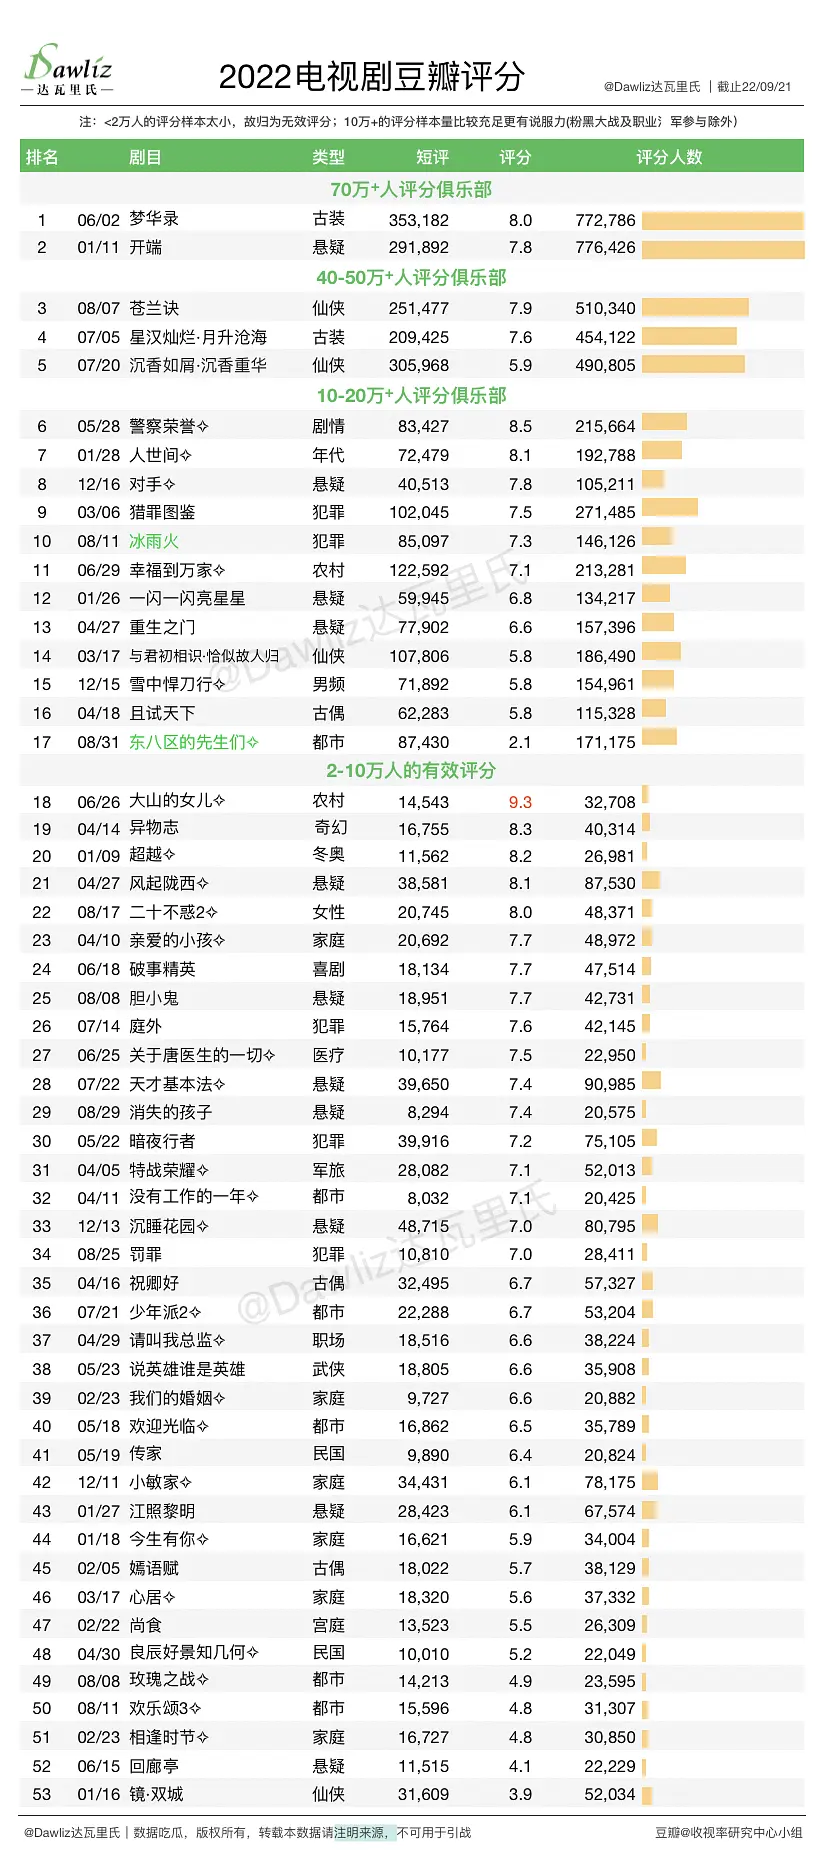 Dawliz
达瓦里氏
2022电视剧豆瓣评分
@Dawliz达瓦里氏 | 截止22/09/21
注：<2万人的评分样本太小，故归为无效评分；10万+的评分样本量比较充足更有说服力(粉黑大战及职业氵军参与除外)
排名 剧目 类型 短评 评分 评分人数
70万+人评分俱乐部
1 06/02 梦华录 古装 353,182 8.0 772,786
2 01/11 开端 悬疑 291,892 7.8 776,426
40-50万+人评分俱乐部
3 08/07 苍兰诀 仙侠 251,477 7.9 510,340
4 07/05 星汉灿烂·月升沧海 古装 209,425 7.6 454,122
5 07/20 沉香如屑·沉香重华 仙侠 305,968 5.9 490,805
10-20万+人评分俱乐部
6 05/28 警察荣誉✧ 剧情 83,427 8.5 215,664
7 01/28 人世间✧ 年代 72,479 8.1 192,788
8 12/16 对手✧ 悬疑 40,513 7.8 105,211
9 03/06 猎罪图鉴 犯罪 102,045 7.5 271,485
10 08/11 冰雨火 犯罪 85,097 7.3 146,126
11 06/29 幸福到万家✧ 农村 122,592 7.1 213,281
12 01/26 一闪一闪亮星星 悬疑 59,945 6.8 134,217
13 04/27 重生之门 悬疑 77,902 6.6 157,396
14 03/17 与君初相识·恰似故人归 仙侠 107,806 5.8 186,490
15 12/15 雪中悍刀行✧ 男频 71,892 5.8 154,961
16 04/18 且试天下 古偶 62,283 5.8 115,328
17 08/31 东八区的先生们✧ 都市 87,430 2.1 171,175
2-10万人的有效评分
18 06/26 大山的女儿✧ 农村 14,543 9.3 32,708
19 04/14 异物志 奇幻 16,755 8.3 40,314
20 01/09 超越✧ 冬奥 11,562 8.2 26,981
21 04/27 风起陇西✧ 悬疑 38,581 8.1 87,530
22 08/17 二十不惑2✧ 女性 20,745 8.0 48,371
23 04/10 亲爱的小孩✧ 家庭 20,692 7.7 48,972
24 06/18 破事精英 喜剧 18,134 7.7 47,514
25 08/08 胆小鬼 悬疑 18,951 7.7 42,731
26 07/14 庭外 犯罪 15,764 7.6 42,145
27 06/25 关于唐医生的一切✧ 医疗 10,177 7.5 22,950
28 07/22 天才基本法✧ 悬疑 39,650 7.4 90,985
29 08/29 消失的孩子 悬疑 8,294 7.4 20,575
30 05/22 暗夜行者 犯罪 39,916 7.2 75,105
31 04/05 特战荣耀✧ 军旅 28,082 7.1 52,013
32 04/11 没有工作的一年✧ 都市 8,032 7.1 20,425
33 12/13 沉睡花园✧ 悬疑 48,715 7.0 80,795
34 08/25 罚罪 犯罪 10,810 7.0 28,411
35 04/16 祝卿好 古偶 32,495 6.7 57,327
36 07/21 少年派2✧ 都市 22,288 6.7 53,204
37 04/29 请叫我总监✧ 职场 18,516 6.6 38,224
38 05/23 说英雄谁是英雄 武侠 18,805 6.6 35,908
39 02/23 我们的婚姻✧ 家庭 9,727 6.6 20,882
40 05/18 欢迎光临✧ 都市 16,862 6.5 35,789
41 05/19 传家 民国 9,890 6.4 20,824
42 12/11 小敏家✧ 家庭 34,431 6.1 78,175
43 01/27 江照黎明 悬疑 28,423 6.1 67,574
44 01/18 今生有你✧ 家庭 16,621 5.9 34,004
45 02/05 嫣语赋 古偶 18,022 5.7 38,129
46 03/17 心居✧ 家庭 18,320 5.6 37,332
47 02/22 尚食 宫庭 13,523 5.5 26,309
48 04/30 良辰好景知几何✧ 民国 10,010 5.2 22,049
49 08/08 玫瑰之战✧ 都市 14,213 4.9 23,595
50 08/11 欢乐颂3✧ 都市 15,596 4.8 31,307
51 02/23 相逢时节✧ 家庭 16,727 4.8 30,850
52 06/15 回廊亭 悬疑 11,515 4.1 22,229
53 01/16 镜·双城 仙侠 31,609 3.9 52,034
@Dawliz达瓦里氏
@Dawliz达瓦里氏
@Dawliz达瓦里氏 | 数据吃瓜，版权所有，转载本数据请注明来源，不可用于引战
豆瓣@收视率研究中心小组